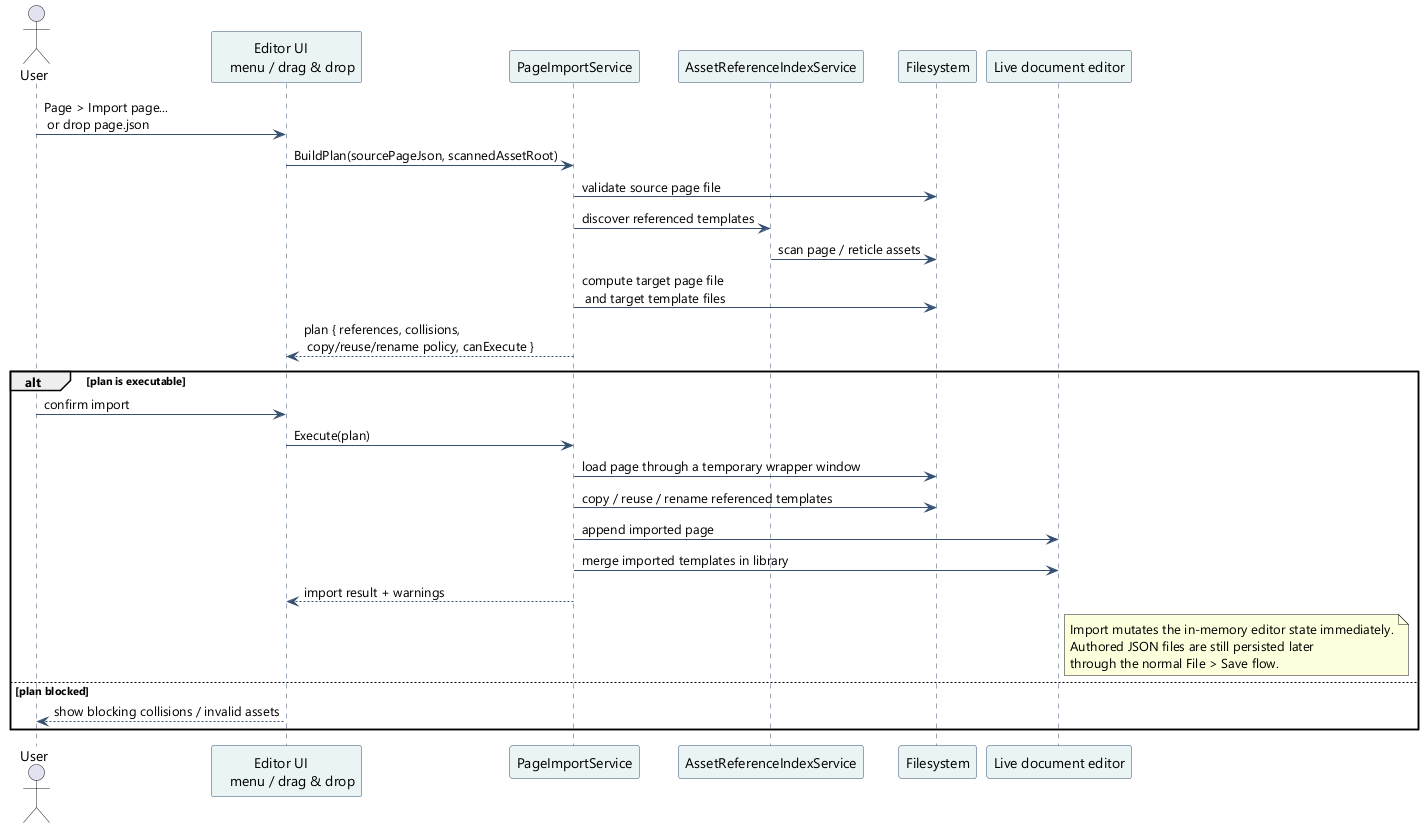 User
Editor UI
menu / drag & drop
PageImportService
AssetReferenceIndexService
Filesystem
Live document editor
Page > Import page...
or drop page.json
BuildPlan(sourcePageJson, scannedAssetRoot)
validate source page file
discover referenced templates
scan page / reticle assets
compute target page file
and target template files
plan { references, collisions,
copy/reuse/rename policy, canExecute }
alt
[plan is executable]
confirm import
Execute(plan)
load page through a temporary wrapper window
copy / reuse / rename referenced templates
append imported page
merge imported templates in library
import result + warnings
Import mutates the in-memory editor state immediately.
Authored JSON files are still persisted later
through the normal File > Save flow.
[plan blocked]
show blocking collisions / invalid assets
User
Editor UI
menu / drag & drop
PageImportService
AssetReferenceIndexService
Filesystem
Live document editor